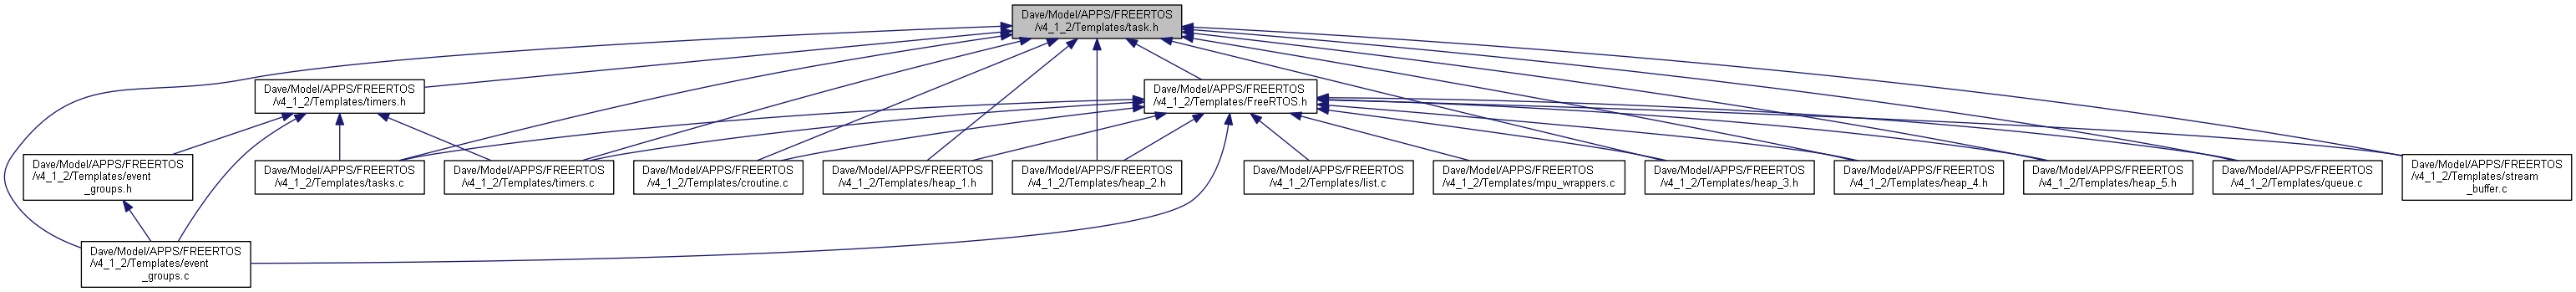 Dave/Model/APPS/FREERTOS
/v4_1_2/Templates/task.h
Dave/Model/APPS/FREERTOS
/v4_1_2/Templates/timers.h
Dave/Model/APPS/FREERTOS
/v4_1_2/Templates/FreeRTOS.h
Dave/Model/APPS/FREERTOS
/v4_1_2/Templates/event
_groups.h
Dave/Model/APPS/FREERTOS
/v4_1_2/Templates/tasks.c
Dave/Model/APPS/FREERTOS
/v4_1_2/Templates/timers.c
Dave/Model/APPS/FREERTOS
/v4_1_2/Templates/croutine.c
Dave/Model/APPS/FREERTOS
/v4_1_2/Templates/heap_1.h
Dave/Model/APPS/FREERTOS
/v4_1_2/Templates/heap_2.h
Dave/Model/APPS/FREERTOS
/v4_1_2/Templates/list.c
Dave/Model/APPS/FREERTOS
/v4_1_2/Templates/mpu_wrappers.c
Dave/Model/APPS/FREERTOS
/v4_1_2/Templates/heap_3.h
Dave/Model/APPS/FREERTOS
/v4_1_2/Templates/heap_4.h
Dave/Model/APPS/FREERTOS
/v4_1_2/Templates/heap_5.h
Dave/Model/APPS/FREERTOS
/v4_1_2/Templates/queue.c
Dave/Model/APPS/FREERTOS
/v4_1_2/Templates/stream
_buffer.c
Dave/Model/APPS/FREERTOS
/v4_1_2/Templates/event
_groups.c